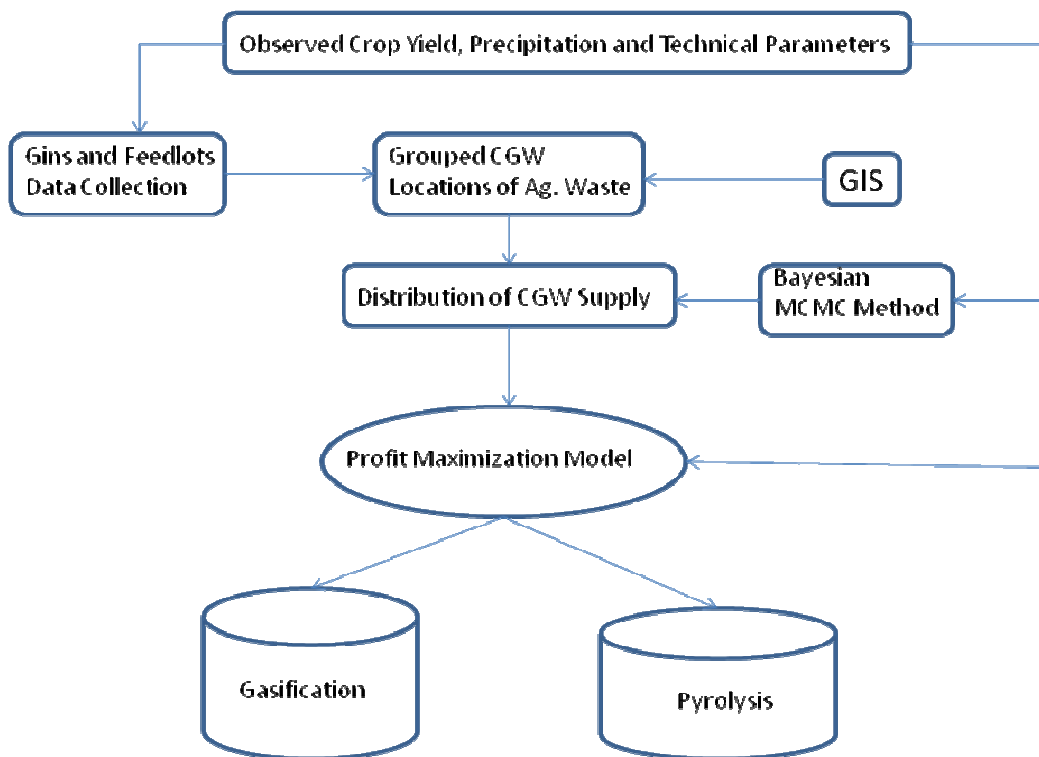 Observed Crop Yield, Precipitation and Technical Parameters
Gins and Feedlots
Data Collection
Grouped CGW
Locations of Ag. Waste
GIS
Distribution of CGW Supply
Bayesian
MCMC Method
Profit Maximization Model
Gasification
Pyrolysis